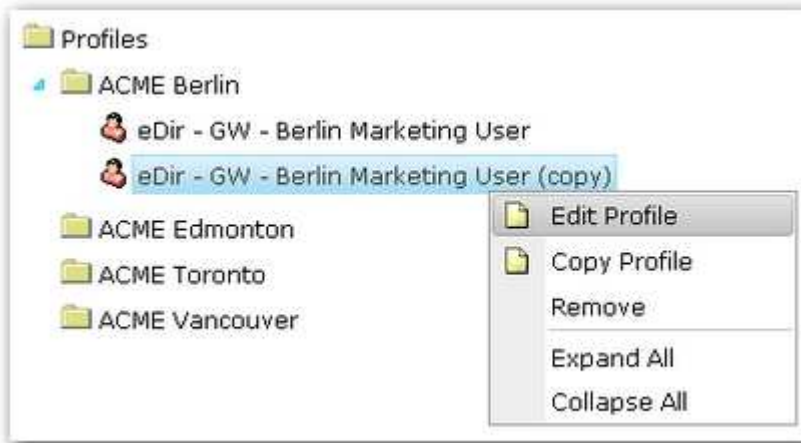 Profiles
ACME Berlin
eDir - GW - Berlin Marketing User
eDir - GW - Berlin Marketing User (copy)
ACME Edmonton
ACME Toronto
ACME Vancouver
Edit Profile
Copy Profile
Remove
Expand All
Collapse All